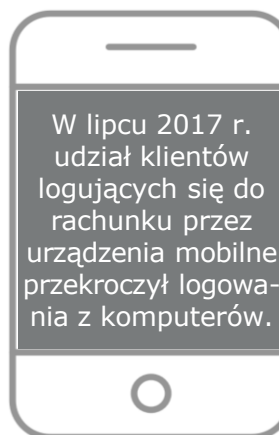 W lipcu 2017 r.
udział klientów
logujących się do
rachunku przez
urządzenia mobilne
przekroczył logowa-
nia z komputerów.